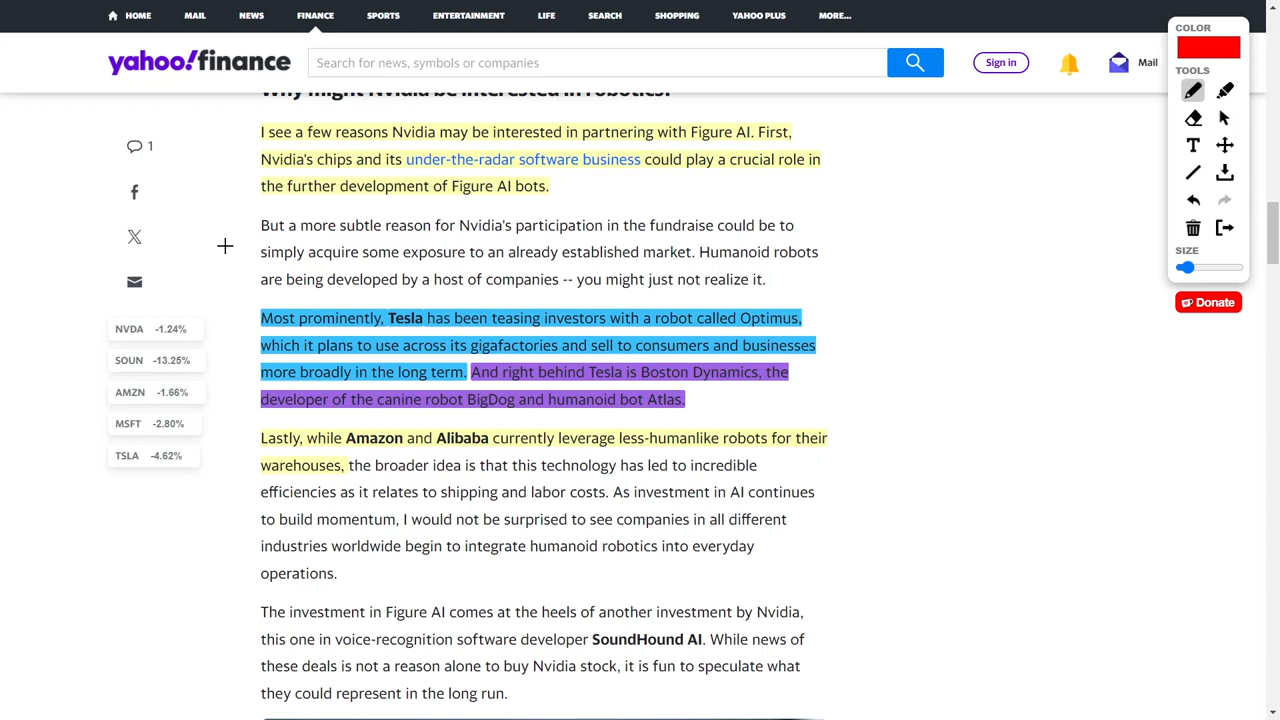 HOME MAIL NEWS FINANCE SPORTS ENTERTAINMENT LIFE SEARCH SHOPPING YAHOO PLUS MORE...
yahoo!finance
Search for news, symbols or companies
Sign in
Mail
COLOR
TOOLS
T
SIZE
Donate
Why might Nvidia be interested in robotics?
1
I see a few reasons Nvidia may be interested in partnering with Figure AI. First,
Nvidia's chips and its under-the-radar software business could play a crucial role in
the further development of Figure AI bots.
But a more subtle reason for Nvidia's participation in the fundraise could be to
simply acquire some exposure to an already established market. Humanoid robots
are being developed by a host of companies -- you might just not realize it.
NVDA -1.24%
SOUN -13.25%
AMZN -1.66%
MSFT -2.80%
TSLA -4.62%
Most prominently, Tesla has been teasing investors with a robot called Optimus,
which it plans to use across its gigafactories and sell to consumers and businesses
more broadly in the long term. And right behind Tesla is Boston Dynamics, the
developer of the canine robot BigDog and humanoid bot Atlas.
Lastly, while Amazon and Alibaba currently leverage less-humanlike robots for their
warehouses, the broader idea is that this technology has led to incredible
efficiencies as it relates to shipping and labor costs. As investment in AI continues
to build momentum, I would not be surprised to see companies in all different
industries worldwide begin to integrate humanoid robotics into everyday
operations.
The investment in Figure AI comes at the heels of another investment by Nvidia,
this one in voice-recognition software developer SoundHound AI. While news of
these deals is not a reason alone to buy Nvidia stock, it is fun to speculate what
they could represent in the long run.